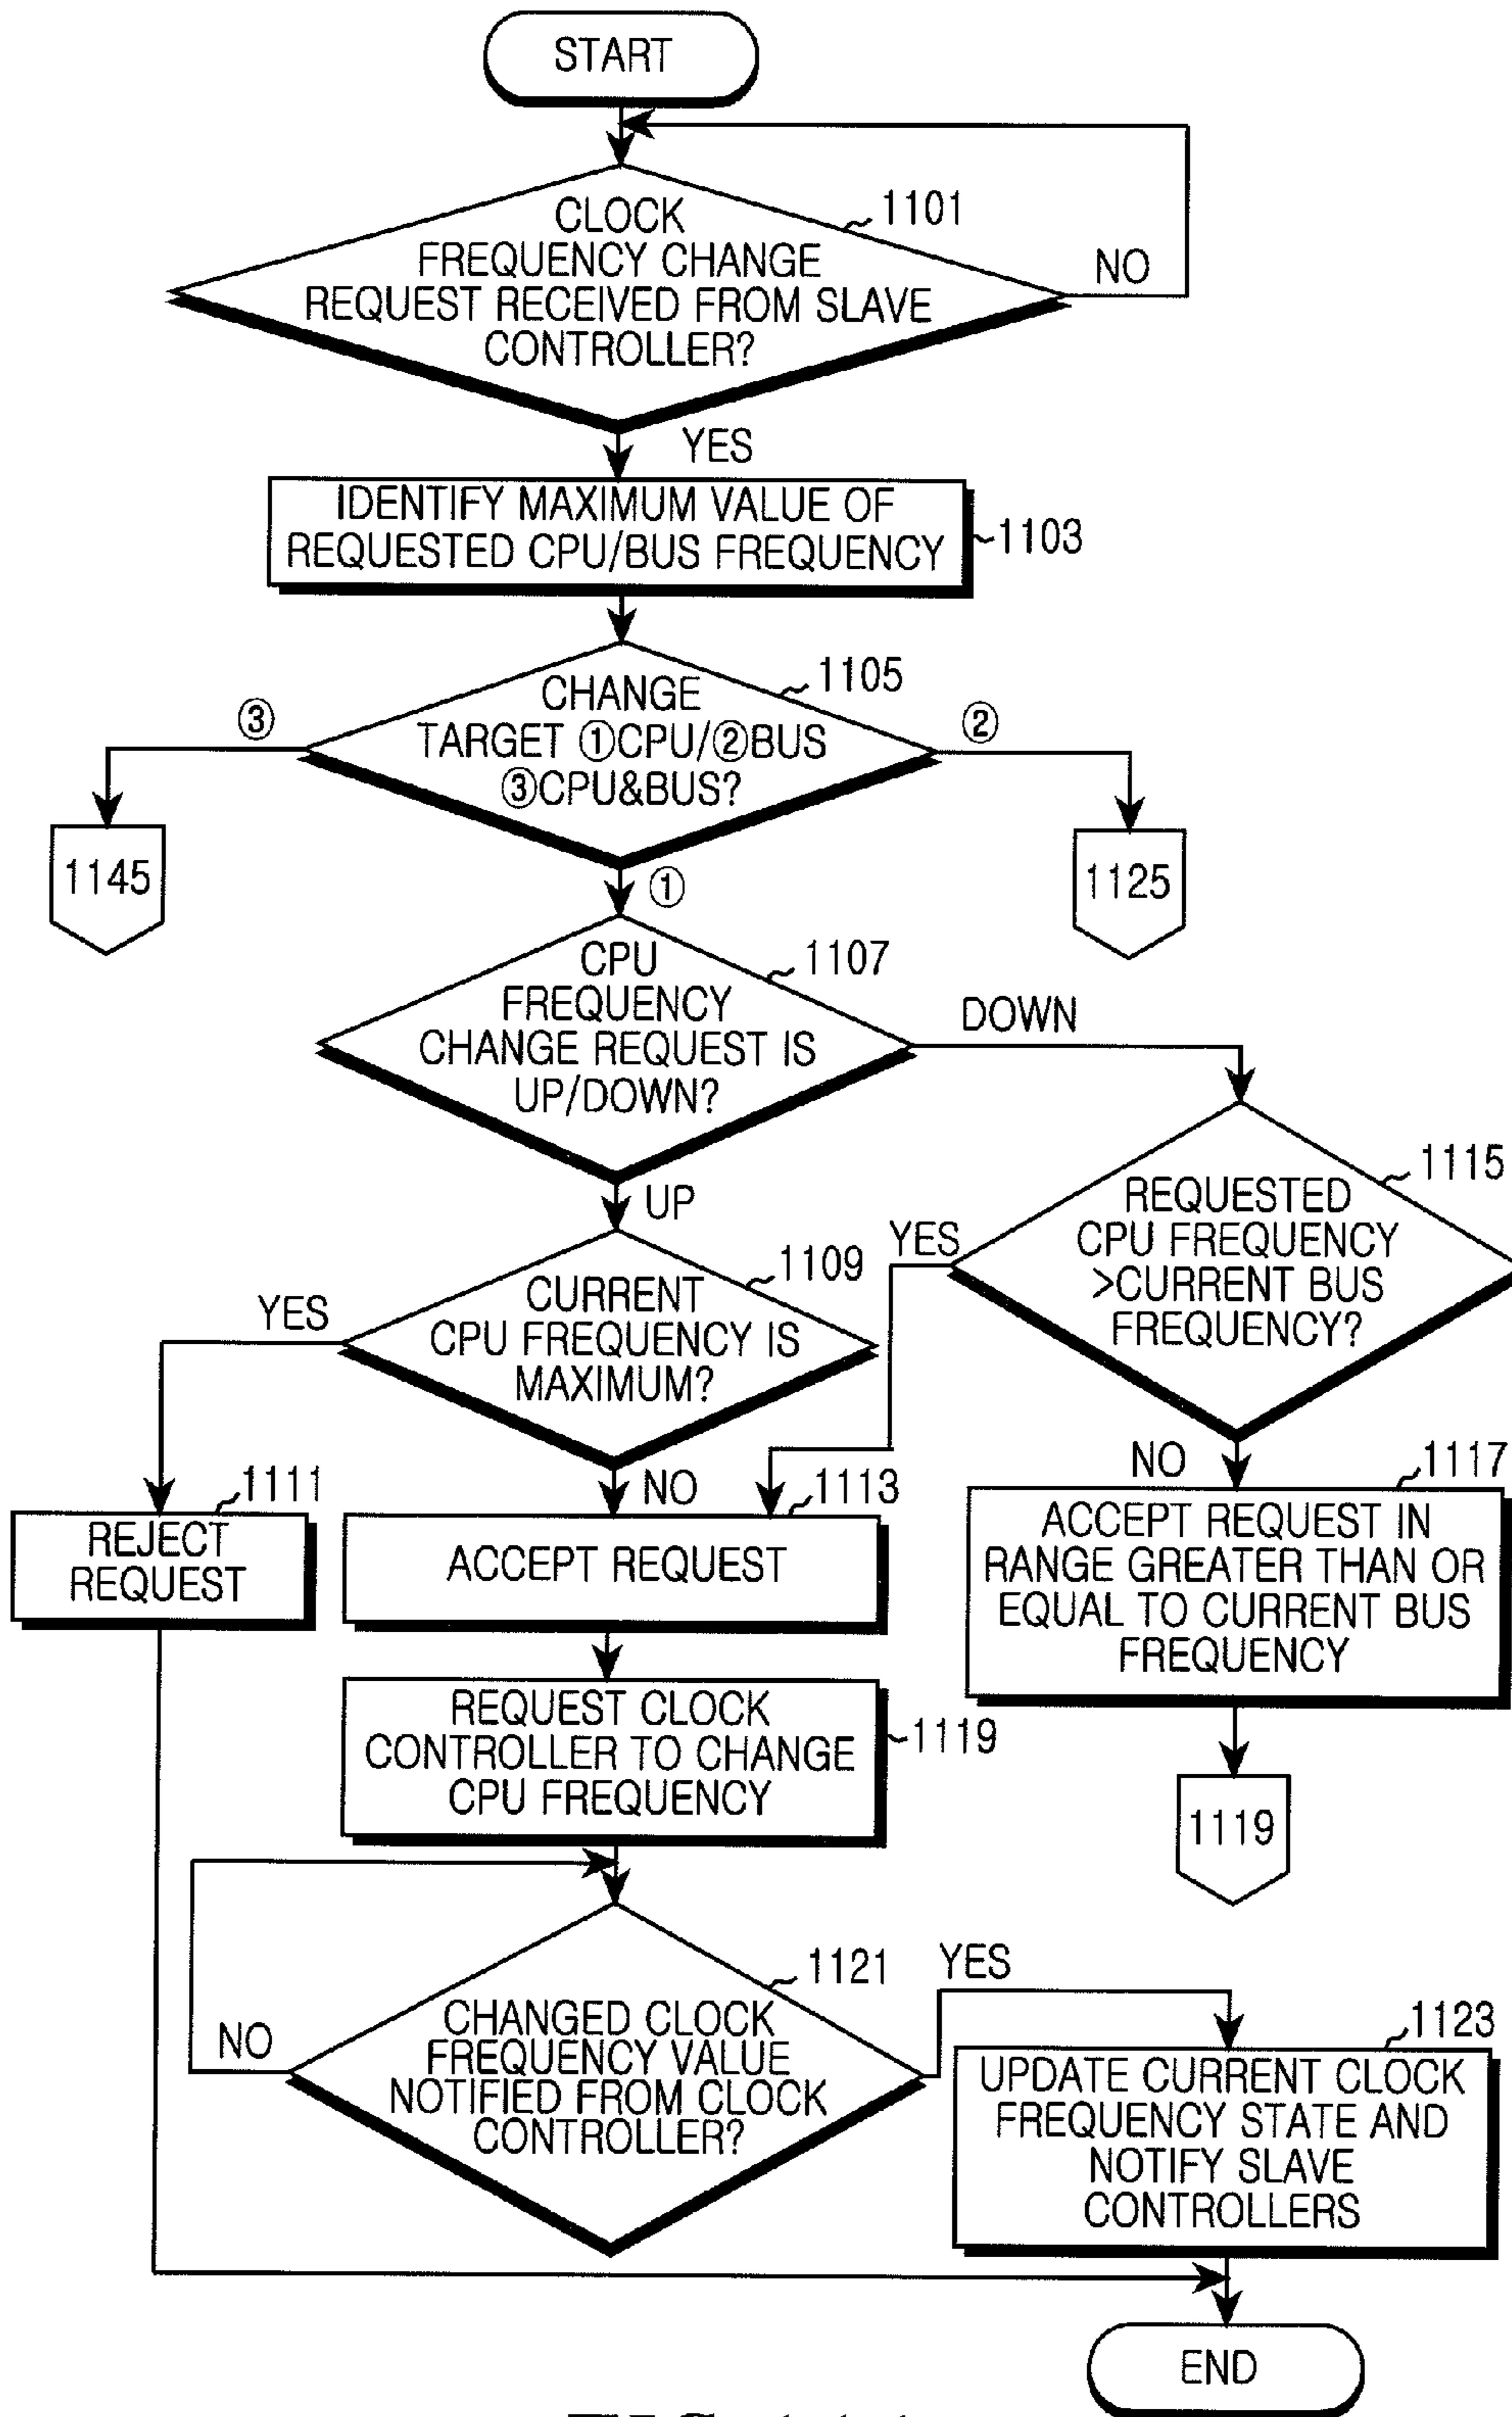 START
CLOCK
FREQUENCY CHANGE
REQUEST RECEIVED FROM SLAVE
CONTROLLER?
1101
NO
YES
IDENTIFY MAXIMUM VALUE OF
REQUESTED CPU/BUS FREQUENCY
1103
CHANGE
TARGET ①CPU/②BUS
③CPU&BUS?
1105
③
②
1145
1125
①
CPU
FREQUENCY
CHANGE REQUEST IS
UP/DOWN?
1107
DOWN
UP
REQUESTED
CPU FREQUENCY
>CURRENT BUS
FREQUENCY?
1115
YES
CURRENT
CPU FREQUENCY IS
MAXIMUM?
1109
YES
NO
NO
1111
REJECT
REQUEST
1113
ACCEPT REQUEST
1117
ACCEPT REQUEST IN
RANGE GREATER THAN OR
EQUAL TO CURRENT BUS
FREQUENCY
REQUEST CLOCK
CONTROLLER TO CHANGE
CPU FREQUENCY
1119
1119
CHANGED CLOCK
FREQUENCY VALUE
NOTIFIED FROM CLOCK
CONTROLLER?
1121
NO
YES
1123
UPDATE CURRENT CLOCK
FREQUENCY STATE AND
NOTIFY SLAVE
CONTROLLERS
END